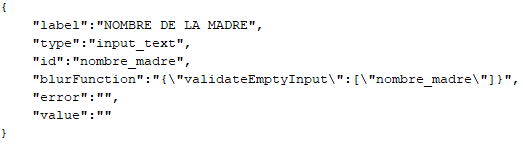 {
"label":"NOMBRE DE LA MADRE",
"type":"input_text",
"id":"nombre_madre",
"blurFunction":"{\"validateEmptyInput\":[\"nombre_madre\"]}",
"error":"",
"value":""
}